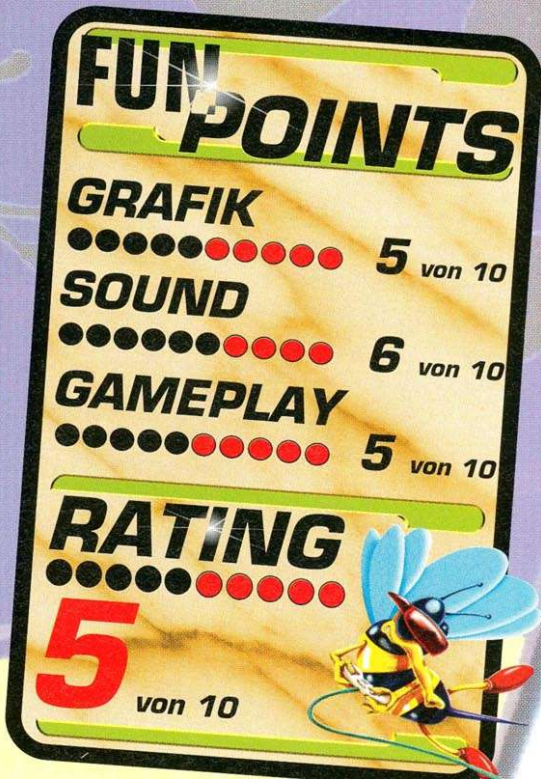 FUN
POINTS
GRAFIK
5 von 10
SOUND
6 von 10
GAMEPLAY
5 von 10
RATING
5 von 10